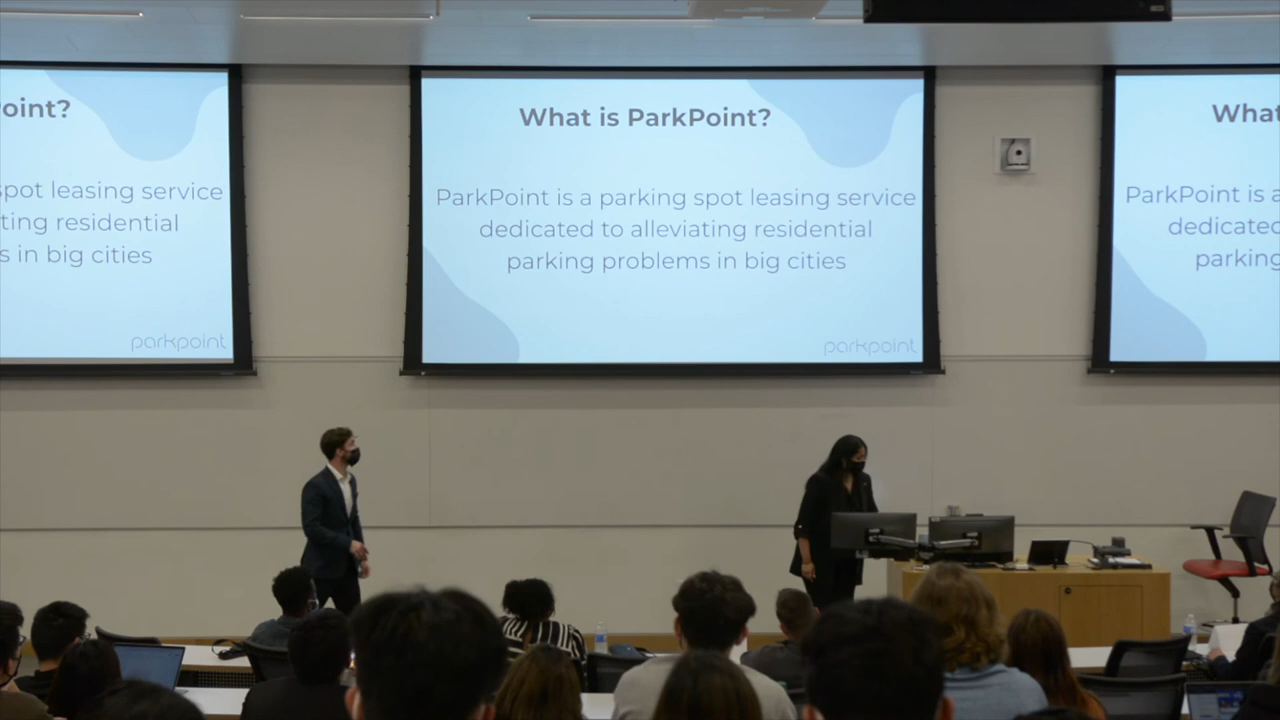 oint?
spot leasing service
ting residential
s in big cities
parkpoint
What is ParkPoint?
ParkPoint is a parking spot leasing service
dedicated to alleviating residential
parking problems in big cities
parkpoint
What
ParkPoint is a
dedicated
parking